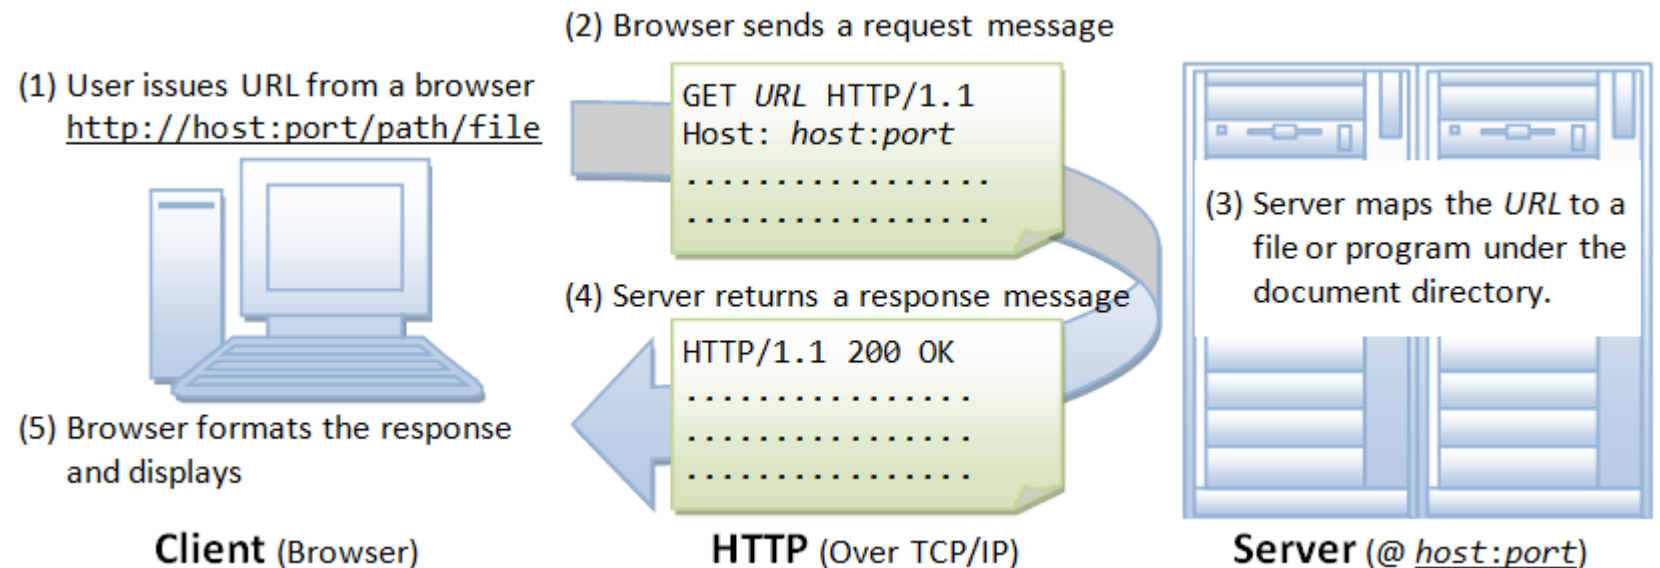 (2) Browser sends a request message
(1) User issues URL from a browser
http://host:port/path/file
GET URL HTTP/1.1
Host: host:port
.................
.................
(3) Server maps the URL to a
file or program under the
document directory.
(4) Server returns a response message
HTTP/1.1 200 OK
................
................
................
(5) Browser formats the response
and displays
Client (Browser)
HTTP (Over TCP/IP)
Server (@ host:port)